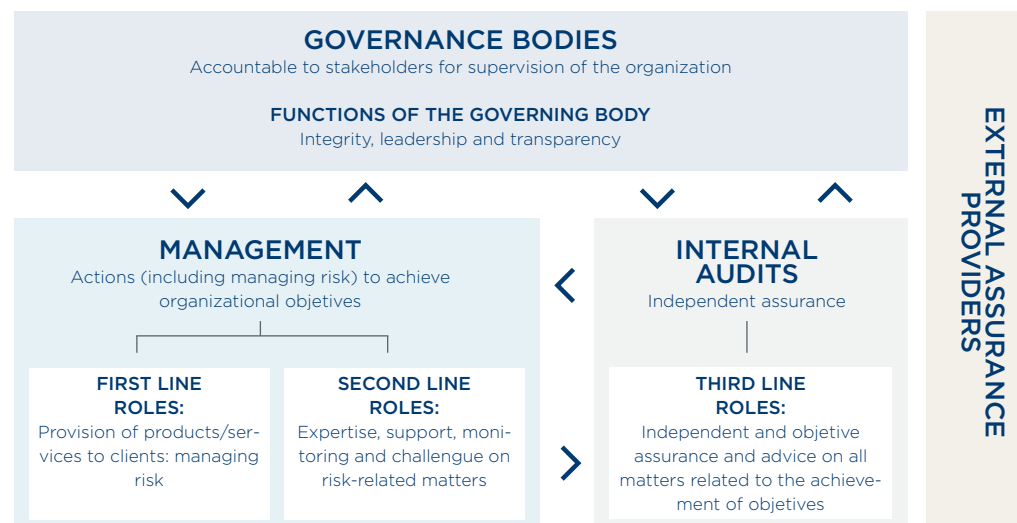 GOVERNANCE BODIES
Accountable to stakeholders for supervision of the organization
FUNCTIONS OF THE GOVERNING BODY
Integrity, leadership and transparency
MANAGEMENT
Actions (including managing risk) to achieve
organizational objetives
FIRST LINE
ROLES:
Provision of products/ser-
vices to clients: managing
risk
SECOND LINE
ROLES:
Expertise, support, moni-
toring and challengue on
risk-related matters
INTERNAL
AUDITS
Independent assurance
THIRD LINE
ROLES:
Independent and objetive
assurance and advice on all
matters related to the achieve-
ment of objetives
EXTERNAL ASSURANCE
PROVIDERS